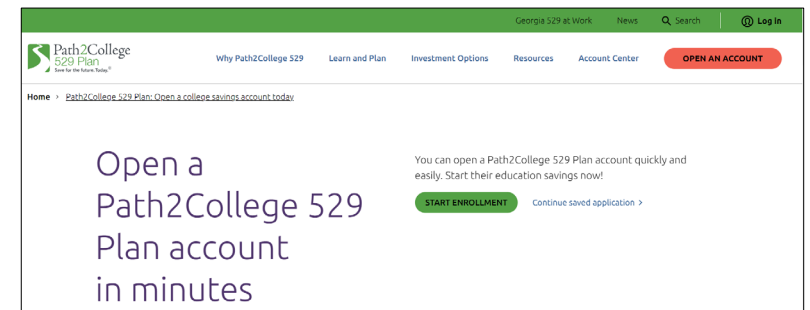 Georgia 529 at Work News Search Log In
Path2College
529 Plan
Save for the Future. Today.®
Why Path2College 529 Learn and Plan Investment Options Resources Account Center OPEN AN ACCOUNT
Home > Path2College 529 Plan: Open a college savings account today
Open a
Path2College 529
Plan account
in minutes
You can open a Path2College 529 Plan account quickly and
easily. Start their education savings now!
START ENROLLMENT Continue saved application >